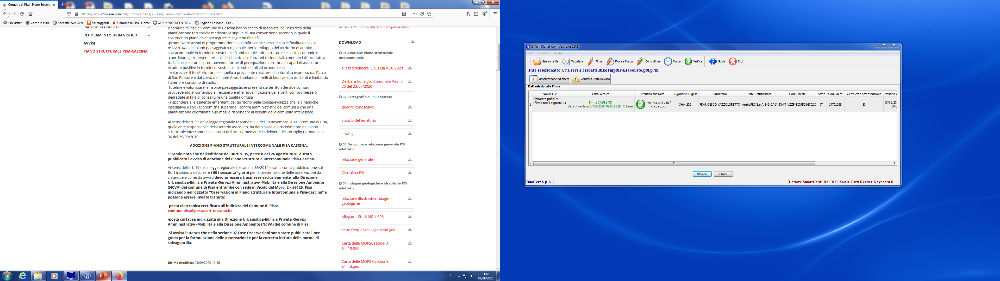 Comune di Pisa | Piano Struttur
https://www.comune.pisa.it/it/ufficio-scheda/26930/Piano-Strutturale-Intercomunale.html
Più visitati Come iniziare Raccolta Web Slice Siti suggeriti Comune di Pisa | Home XEROX WORKCENTRE ... Regione Toscana - Car...
PIANI DI RECUPERO
REGOLAMENTO URBANISTICO
AVVISI
PIANO STRUTTURALE PISA-CASCINA
Il comune di Pisa e il comune di Cascina hanno scelto di associarsi nell'esercizio della
pianificazione territoriale mediante la stipula di una convenzione secondo la quale il
costituendo piano deve perseguire le seguenti finalità:
-promuovere azioni di programmazione e pianificazione coerenti con le finalità della L.R.
n°65/2014 e del piano paesaggistico regionale, per lo sviluppo del territorio di ambito
sovracomunale in termini di sostenibilità ambientale, infrastrutturale e socio economica;
-coordinare gli interventi urbanistici rispetto alle funzioni residenziali, commerciali, produttive
turistiche e culturali, promuovendo forme di perequazione territoriale capaci di assicurare
ricadute positive in termini di sostenibilità ambientali ed economiche;
- valorizzare il territorio rurale e quello a prevalente carattere di naturalità espresso dal Parco
di San Rossore e dal corso del fiume Arno, tutelando i livelli di biodiversità esistenti e limitando
l'ulteriore consumo di suolo;
-tutelare e valorizzare le risorse paesaggistiche presenti sui territori dei due comuni
provvedendo al contempo al recupero e al la riqualificazione delle parti compromesse o
degradate al fine di conseguire una qualità diffusa;
- rispondere alle esigenze emergenti dal territorio nella consapevolezza che le dinamiche
insediative e soci- economiche superano i confini amministrativi dei comuni e che una
pianificazione coordinata può meglio rispondere ai bisogni delle comunità interessate.
Ai sensi dell'art. 23 della legge regionale toscana n. 65 del 10 novembre 2014 il comune di Pisa,
quale ente responsabile dell'esercizio associato, ha dato avvio al procedimento del piano
strutturale intercomunale ai sensi dell'art. 17 mediante la delibera del Consiglio Comunale n.
36 del 29/09/2019.
ADOZIONE PIANO STRUTTURALE INTERCOMUNALE PISA CASCINA.
si rende noto che nell'edizione del Burt n. 35, parte II del 26 agosto 2020 è stato
pubblicato l'avviso di adozione del Piano Strutturale Intercomunale Pisa-Cascina.
Ai sensi dell'art. 19 della legge regionale toscana n. 65/2014 e s.m.i. con la pubblicazione sul
Burt iniziano a decorrere i 60 ( sessanta) giorni per la presentazione delle osservazioni da
chiunque e come da avviso devono essere trasmesse esclusivamente alla Direzione
Urbanistica-Edilizia Privata -Servizi Amministrativi- Mobilità e alla Direzione Ambiente
(NCVA) del comune di Pisa entrambe con sede in Vicolo del Moro, 2 – 56125, Pisa
indicando nell'oggetto "Osservazioni al Piano Strutturale Intercomunale Pisa-Cascina" e
possono essere inviate tramite:
-posta elettronica certificata all'indirizzo del Comune di Pisa:
comune.pisa@postacert.toscana.it;
-posta cartacea indirizzata alla Direzione Urbanistica-Edilizia Privata -Servizi
Amministrativi -Mobilità e alla Direzione Ambiente (NCVA) del comune di Pisa.
Si avvisa l'utenza che nella sezione 07 Fase Osservazioni sono state pubblicate linee
guida per la formulazione delle osservazioni e per la corretta lettura delle norme di
salvaguardia.
Ultima modifica: 04/09/2020 11:46
Burt ed. n. 35, parte II, 26 agosto 2020
DOWNLOAD
01 Adozione Piano strutturale
Intercomunale
allegati delibera C. C. Pisa n.30/2020
Delibera Consiglio Comunale Pisa n.
30 del 23/07/2020
02 Cartografia di PSI adottato
quadro conoscitivo
statuto del territorio
strategie
03 Disciplina e relazione generale PSI
adottato
relazione generale
Disciplina PSI
04 Indagini geologiche e idrauliche PSI
adottato
relazione illustrativa indagini
geologiche
Allegao 1 Studi MS-1-598
carta frequenzeallegato ind.geo.
Carta delle MOPSCascina- A
all.ind.geo
Carta delle MOPS Cascina-B
all.ind.geo
Maggioli
IT
11:48
07/09/2020
DiKe - Digital Key - Versione 5.5.2
File Strumenti Aiuto
Seleziona file Visualizza Firma Firma e Marca Controfirma Marca Verifica Guida Esci
File selezionato: C:\Users\s.ciabatti\dikeTmpdir\Elaborato.pdf.p7m
Visualizzazione ad albero Controlla Stato Revoca
Dati relativi alla Firma
Nome File Esito Verifica Verifica alla Data Algoritmo Digest Firmatario Ente Certificatore Cod. Fiscale Stato Cod. Ident. Certificato Sottoscrizione Validità C
1 Elaborato.pdf.p7m
(Firme totali apposte: 1)
Firma CADES OK
Data di verifica: 07/09/2020 09.00.01 (UTC Time)
verifica alla data?
clicca qui...
SHA-256 FRANCESCO VAZZOLORETTO ArubaPEC S.p.A. NG CA 3 TINIT-VZZFNC79B08G702C IT 17761033 SI
03/01/20
(UTC
Stampa Chiudi
InfoCert S.p.A.
Lettore SmartCard: Dell Dell Smart Card Reader Keyboard 0